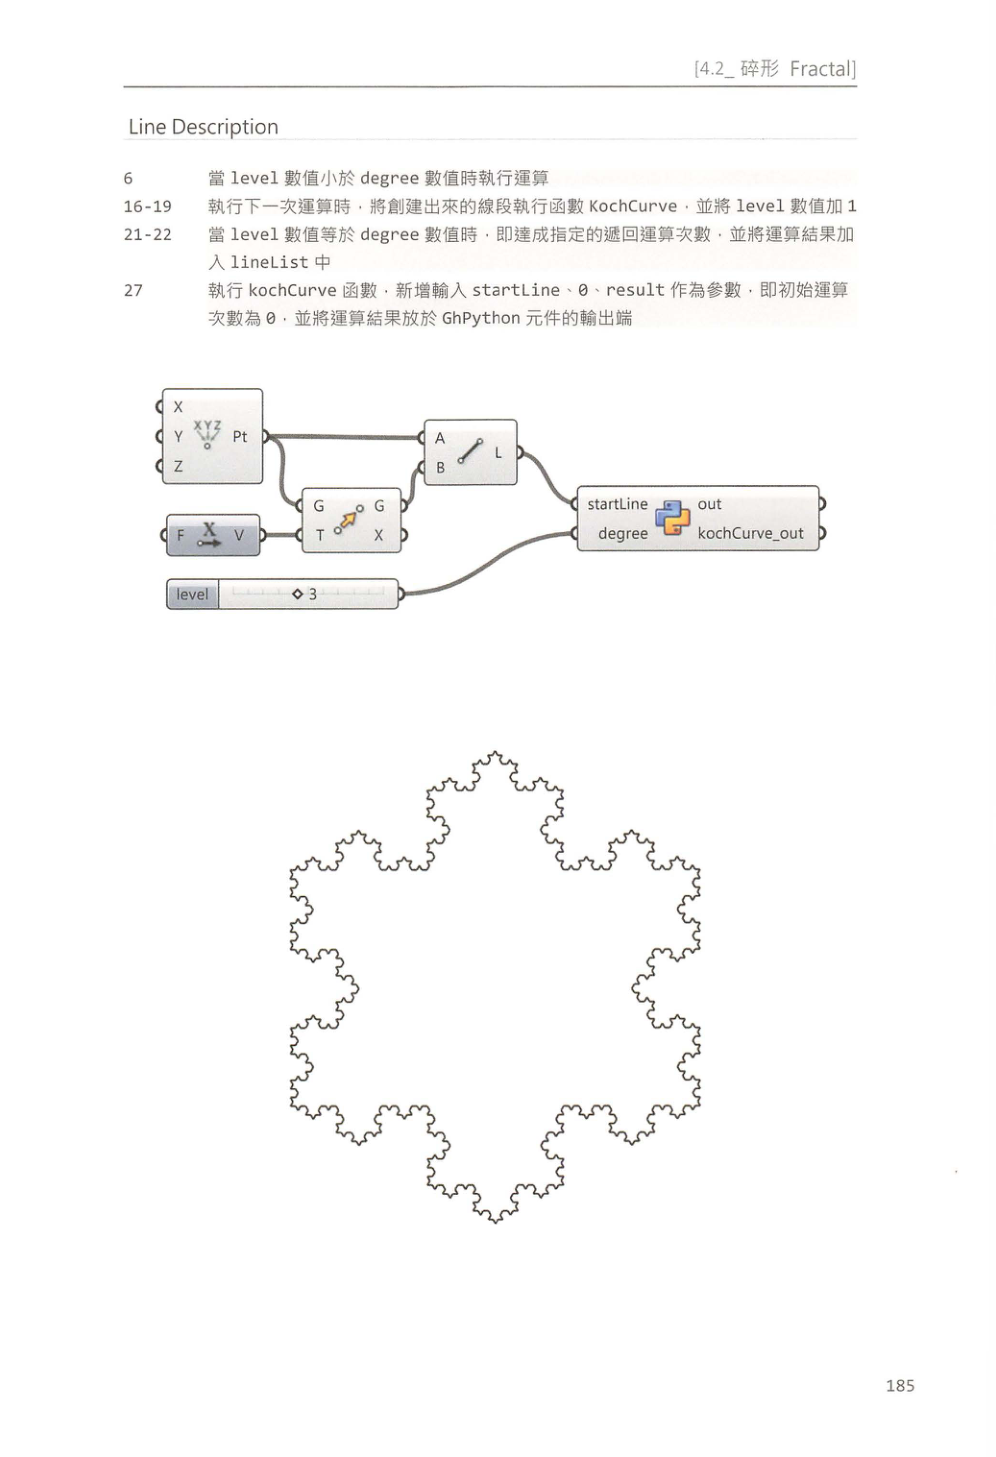 [4.2_ 碎形 Fractal]
Line Description
6 當 level 數值小於 degree 數值時執行運算
16-19 執行下一次運算時，將創建出來的線段執行函數 KochCurve，並將 level 數值加 1
21-22 當 level 數值等於 degree 數值時，即達成指定的遞回運算次數，並將運算結果加
入 lineList 中
27 執行 kochCurve 函數，新增輸入 startLine、0、result 作為參數，即初始運算
次數為 0，並將運算結果放於 GhPython 元件的輸出端
X
Y
Z
XYZ
Pt
A
B
L
G
T
G
X
F
X
V
startLine
degree
out
kochCurve_out
level
3
185